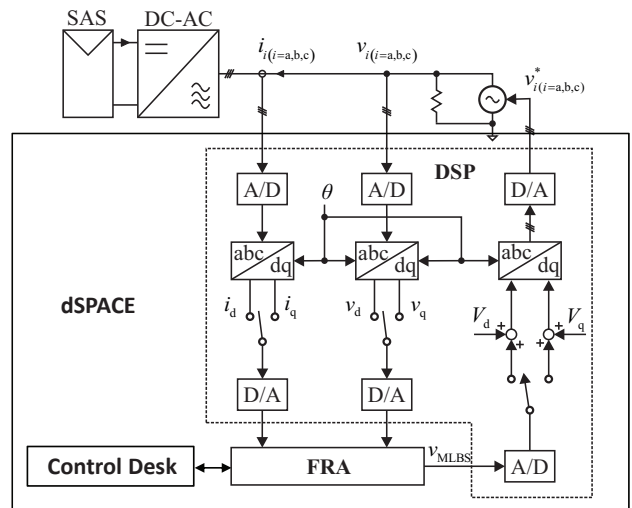 SAS DC-AC
i_i(i=a,b,c) v_i(i=a,b,c) v*_i(i=a,b,c)
DSP
A/D θ A/D D/A
abc dq abc dq abc dq
dSPACE
i_d i_q v_d v_q V_d V_q
+ + + +
D/A D/A
Control Desk FRA v_MLBS A/D